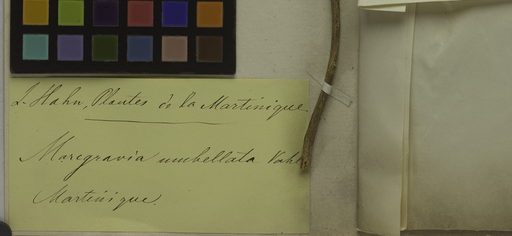 L. Hahn, Plantes de la Martinique
Marcgravia umbellata Vahl.
Martinique.